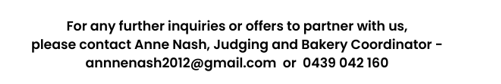 For any further inquiries or offers to partner with us,
please contact Anne Nash, Judging and Bakery Coordinator -
annnenash2012@gmail.com or 0439 042 160